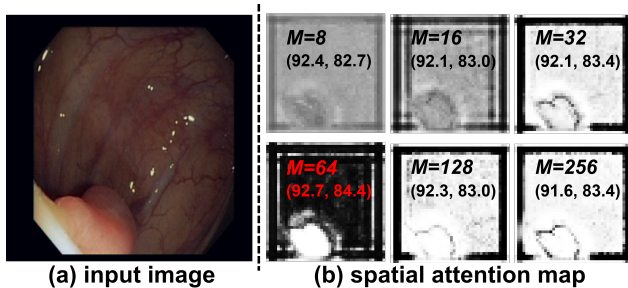 M=8
(92.4, 82.7)
M=16
(92.1, 83.0)
M=32
(92.1, 83.4)
M=64
(92.7, 84.4)
M=128
(92.3, 83.0)
M=256
(91.6, 83.4)
(a) input image
(b) spatial attention map